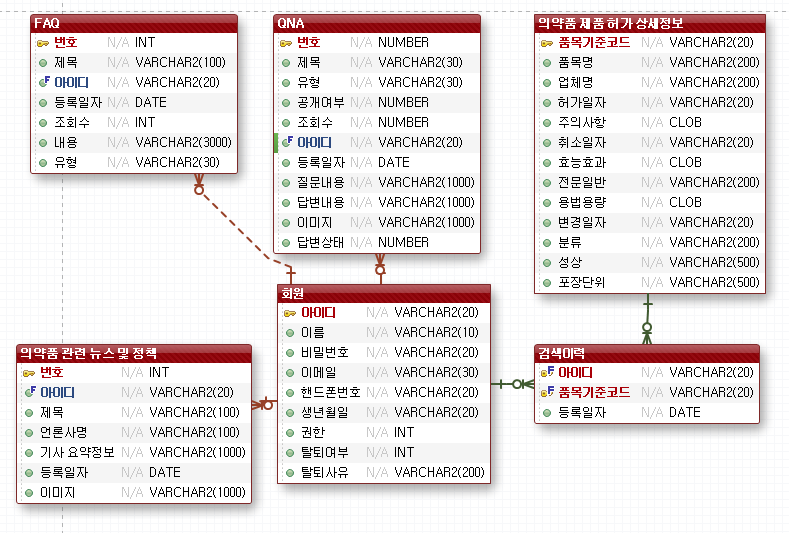 FAQ
번호 N/A INT
제목 N/A VARCHAR2(100)
아이디 N/A VARCHAR2(20)
등록일자 N/A DATE
조회수 N/A INT
내용 N/A VARCHAR2(3000)
유형 N/A VARCHAR2(30)
QNA
번호 N/A NUMBER
제목 N/A VARCHAR2(30)
유형 N/A VARCHAR2(30)
공개여부 N/A NUMBER
조회수 N/A NUMBER
아이디 N/A VARCHAR2(20)
등록일자 N/A DATE
질문내용 N/A VARCHAR2(1000)
답변내용 N/A VARCHAR2(1000)
이미지 N/A VARCHAR2(1000)
답변상태 N/A NUMBER
의약품 제품 허가 상세정보
품목기준코드 N/A VARCHAR2(20)
품목명 N/A VARCHAR2(200)
업체명 N/A VARCHAR2(200)
허가일자 N/A VARCHAR2(20)
주의사항 N/A CLOB
취소일자 N/A VARCHAR2(20)
효능효과 N/A CLOB
전문일반 N/A VARCHAR2(200)
용법용량 N/A CLOB
변경일자 N/A VARCHAR2(20)
분류 N/A VARCHAR2(200)
성상 N/A VARCHAR2(500)
포장단위 N/A VARCHAR2(500)
회원
아이디 N/A VARCHAR2(20)
이름 N/A VARCHAR2(10)
비밀번호 N/A VARCHAR2(20)
이메일 N/A VARCHAR2(30)
핸드폰번호 N/A VARCHAR2(20)
생년월일 N/A VARCHAR2(20)
권한 N/A INT
탈퇴여부 N/A INT
탈퇴사유 N/A VARCHAR2(200)
의약품 관련 뉴스 및 정책
번호 N/A INT
아이디 N/A VARCHAR2(20)
제목 N/A VARCHAR2(100)
언론사명 N/A VARCHAR2(100)
기사 요약정보 N/A VARCHAR2(1000)
등록일자 N/A DATE
이미지 N/A VARCHAR2(1000)
검색이력
아이디 N/A VARCHAR2(20)
품목기준코드 N/A VARCHAR2(20)
등록일자 N/A DATE